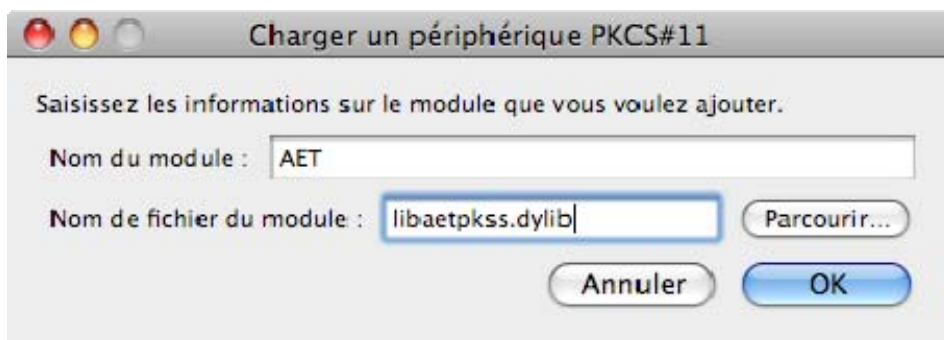 Charger un périphérique PKCS#11
Saisissez les informations sur le module que vous voulez ajouter.
Nom du module : AET
Nom de fichier du module : libaetpkss.dylib Parcourir...
Annuler OK